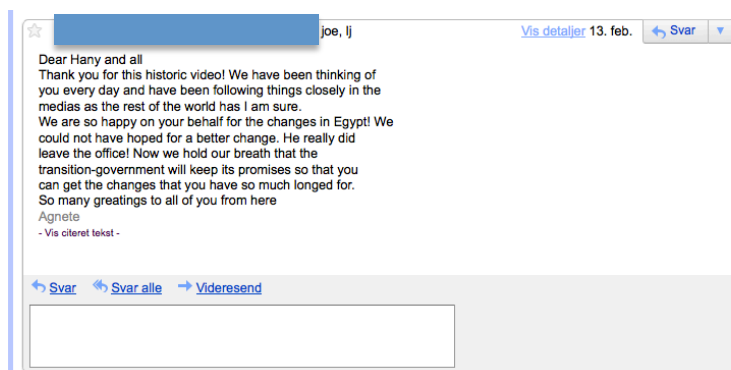 joe, lj Vis detaljer 13. feb. Svar
Dear Hany and all
Thank you for this historic video! We have been thinking of
you every day and have been following things closely in the
medias as the rest of the world has I am sure.
We are so happy on your behalf for the changes in Egypt! We
could not have hoped for a better change. He really did
leave the office! Now we hold our breath that the
transition-government will keep its promises so that you
can get the changes that you have so much longed for.
So many greatings to all of you from here
Agnete
- Vis citeret tekst -
Svar Svar alle Videresend